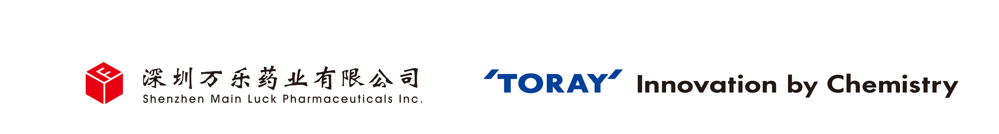 深圳万乐药业有限公司
Shenzhen Main Luck Pharmaceuticals Inc.
'TORAY' Innovation by Chemistry